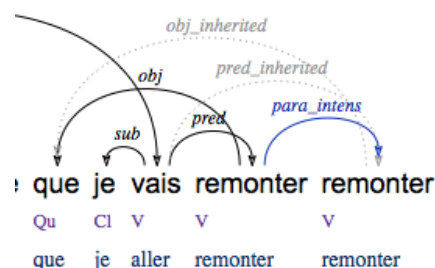 obj_inherited
obj pred_inherited
sub pred para_intens
e que je vais remonter remonter
Qu Cl V V V
que je aller remonter remonter